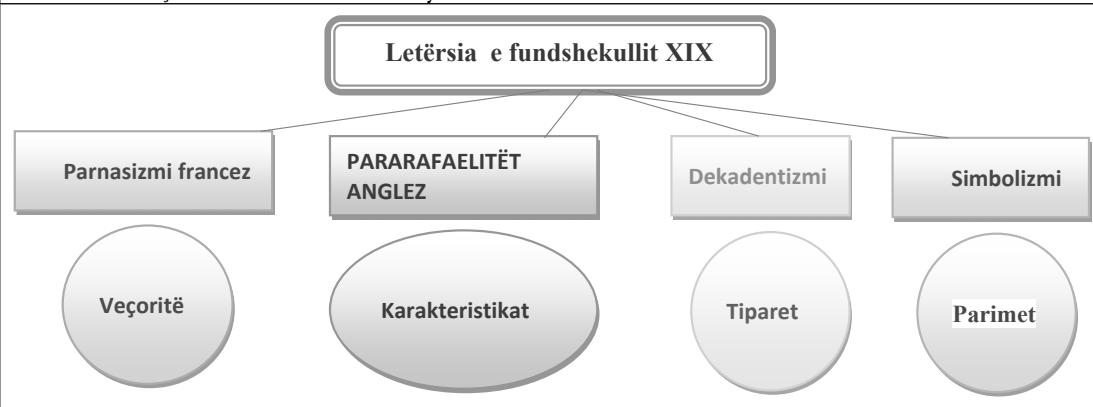 Letërsia e fundshekullit XIX
Parnasizmi francez
PARARAFAELITËT
ANGLEZ
Dekadentizmi
Simbolizmi
Veçoritë
Karakteristikat
Tiparet
Parimet